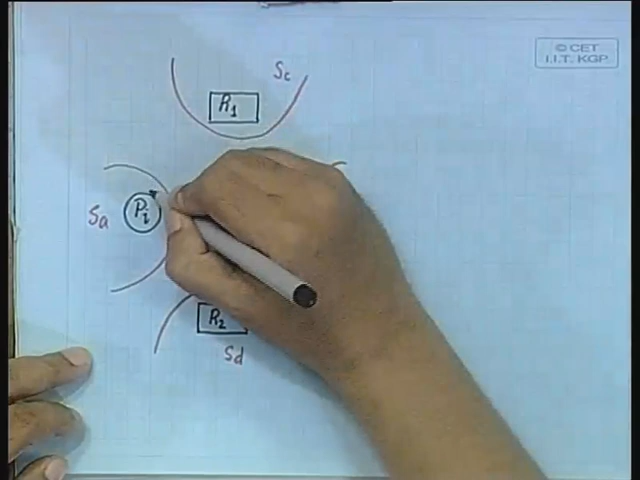 © CET
I.I.T. KGP
Sc
R1
Pi
Sa
R2
Sd